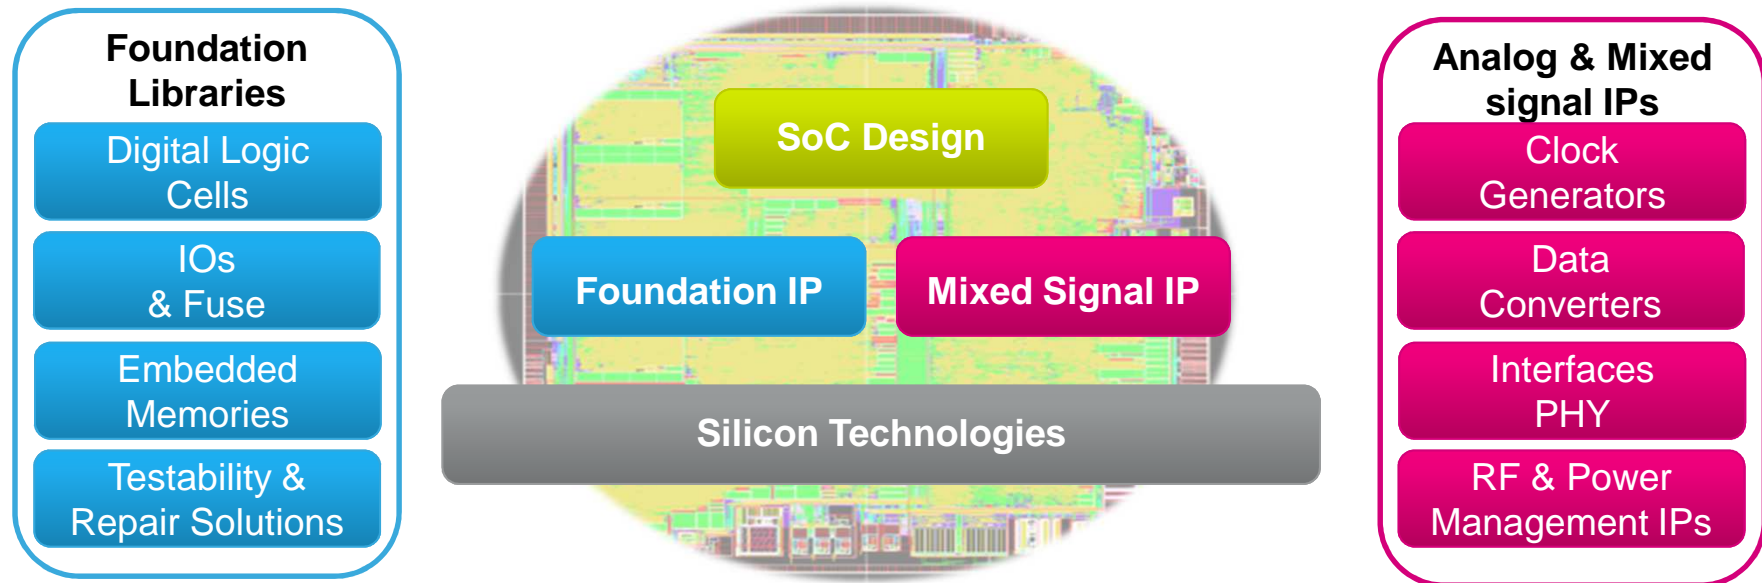 Foundation
Libraries
Digital Logic
Cells
IOs
& Fuse
Embedded
Memories
Testability &
Repair Solutions
SoC Design
Foundation IP
Mixed Signal IP
Silicon Technologies
Analog & Mixed
signal IPs
Clock
Generators
Data
Converters
Interfaces
PHY
RF & Power
Management IPs